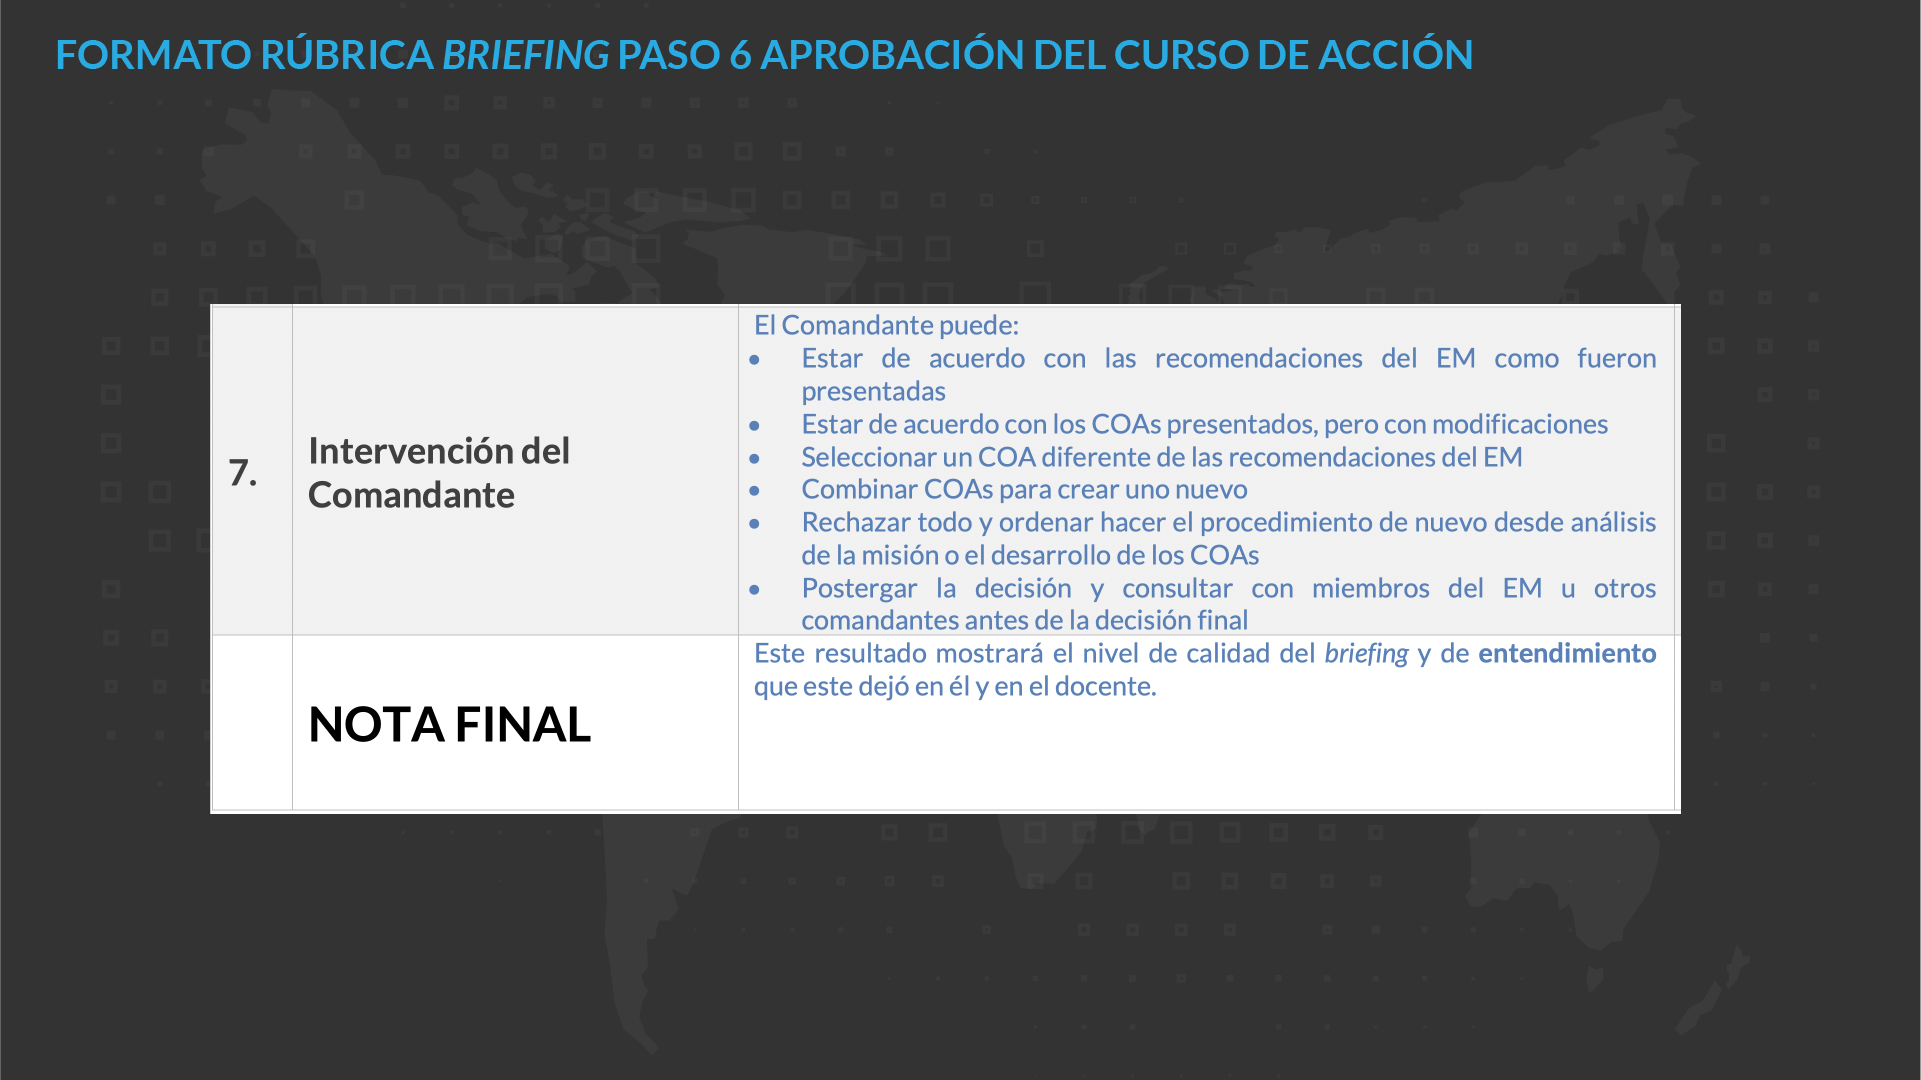 FORMATO RÚBRICA BRIEFING PASO 6 APROBACIÓN DEL CURSO DE ACCIÓN
7.
Intervención del
Comandante
El Comandante puede:
• Estar de acuerdo con las recomendaciones del EM como fueron
presentadas
• Estar de acuerdo con los COAs presentados, pero con modificaciones
• Seleccionar un COA diferente de las recomendaciones del EM
• Combinar COAs para crear uno nuevo
• Rechazar todo y ordenar hacer el procedimiento de nuevo desde análisis
de la misión o el desarrollo de los COAs
• Postergar la decisión y consultar con miembros del EM u otros
comandantes antes de la decisión final
NOTA FINAL
Este resultado mostrará el nivel de calidad del briefing y de entendimiento
que este dejó en él y en el docente.